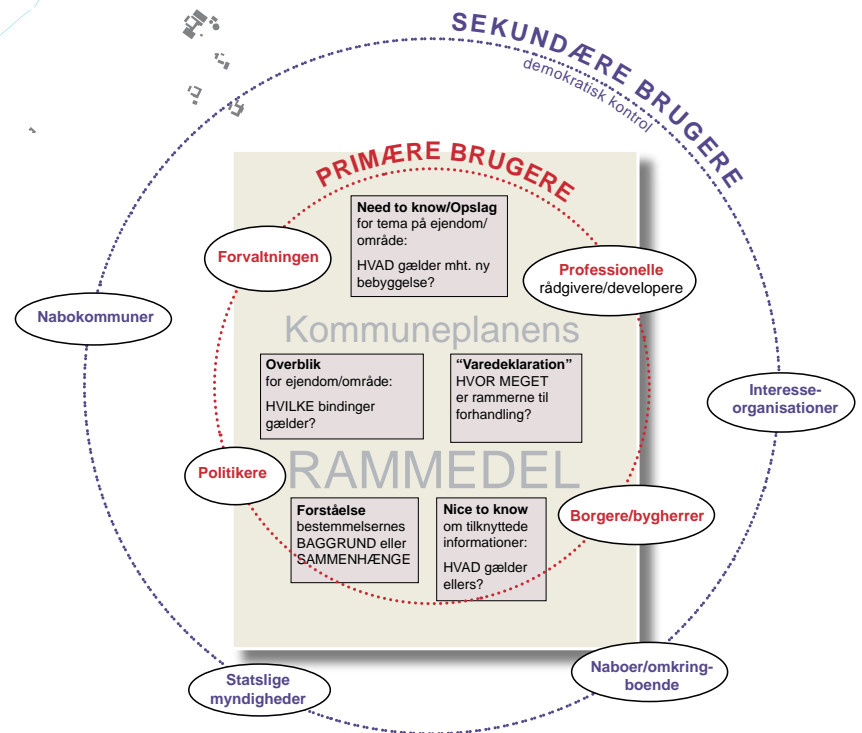 SEKUNDÆRE BRUGERE
demokratisk kontrol
PRIMÆRE BRUGERE
Need to know/Opslag
for tema på ejendom/
område:
HVAD gælder mht. ny
bebyggelse?
Forvaltningen
Professionelle
rådgivere/developere
Nabokommuner
Kommuneplanens
Overblik
for ejendom/område:
HVILKE bindinger
gælder?
“Varedeklaration”
HVOR MEGET
er rammerne til
forhandling?
Interesse-
organisationer
Politikere
RAMMEDEL
Forståelse
bestemmelsernes
BAGGRUND eller
SAMMENHÆNGE
Nice to know
om tilknyttede
informationer:
HVAD gælder
ellers?
Borgere/bygherrer
Statslige
myndigheder
Naboer/omkring-
boende